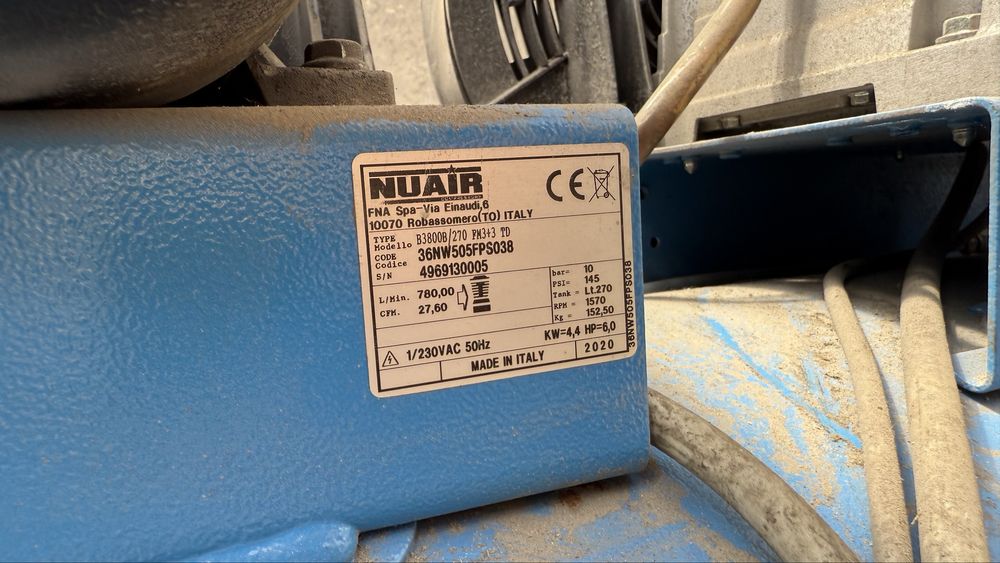 NUAIR
FNA Spa-Via Einaudi,6
10070 Robassomero(TO) ITALY
TYPE Modello B3800B/270 FM3+3 TD
CODE Codice 36NW505FPS038
S/N 4969130005
L/Min. 780,00
CFM. 27,60
bar= 10
PSI= 145
Tank = Lt.270
RPM = 1570
Kg = 152,50
KW=4,4 HP=6,0
1/230VAC 50Hz
MADE IN ITALY
2020
36NW505FPS038
CE